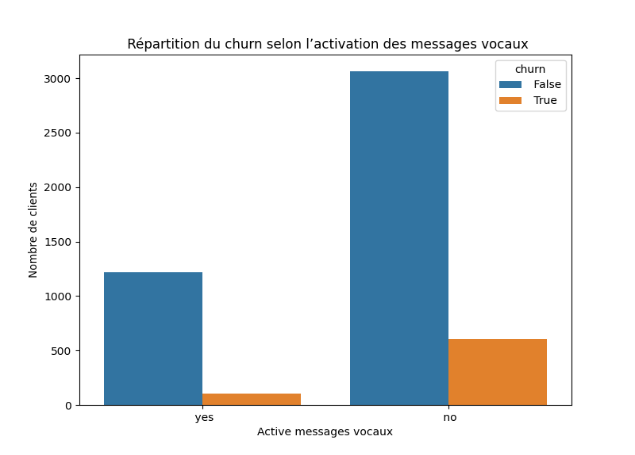 Répartition du churn selon l’activation des messages vocaux
churn
False
True
3000
2500
2000
1500
1000
500
0
Nombre de clients
yes
no
Active messages vocaux